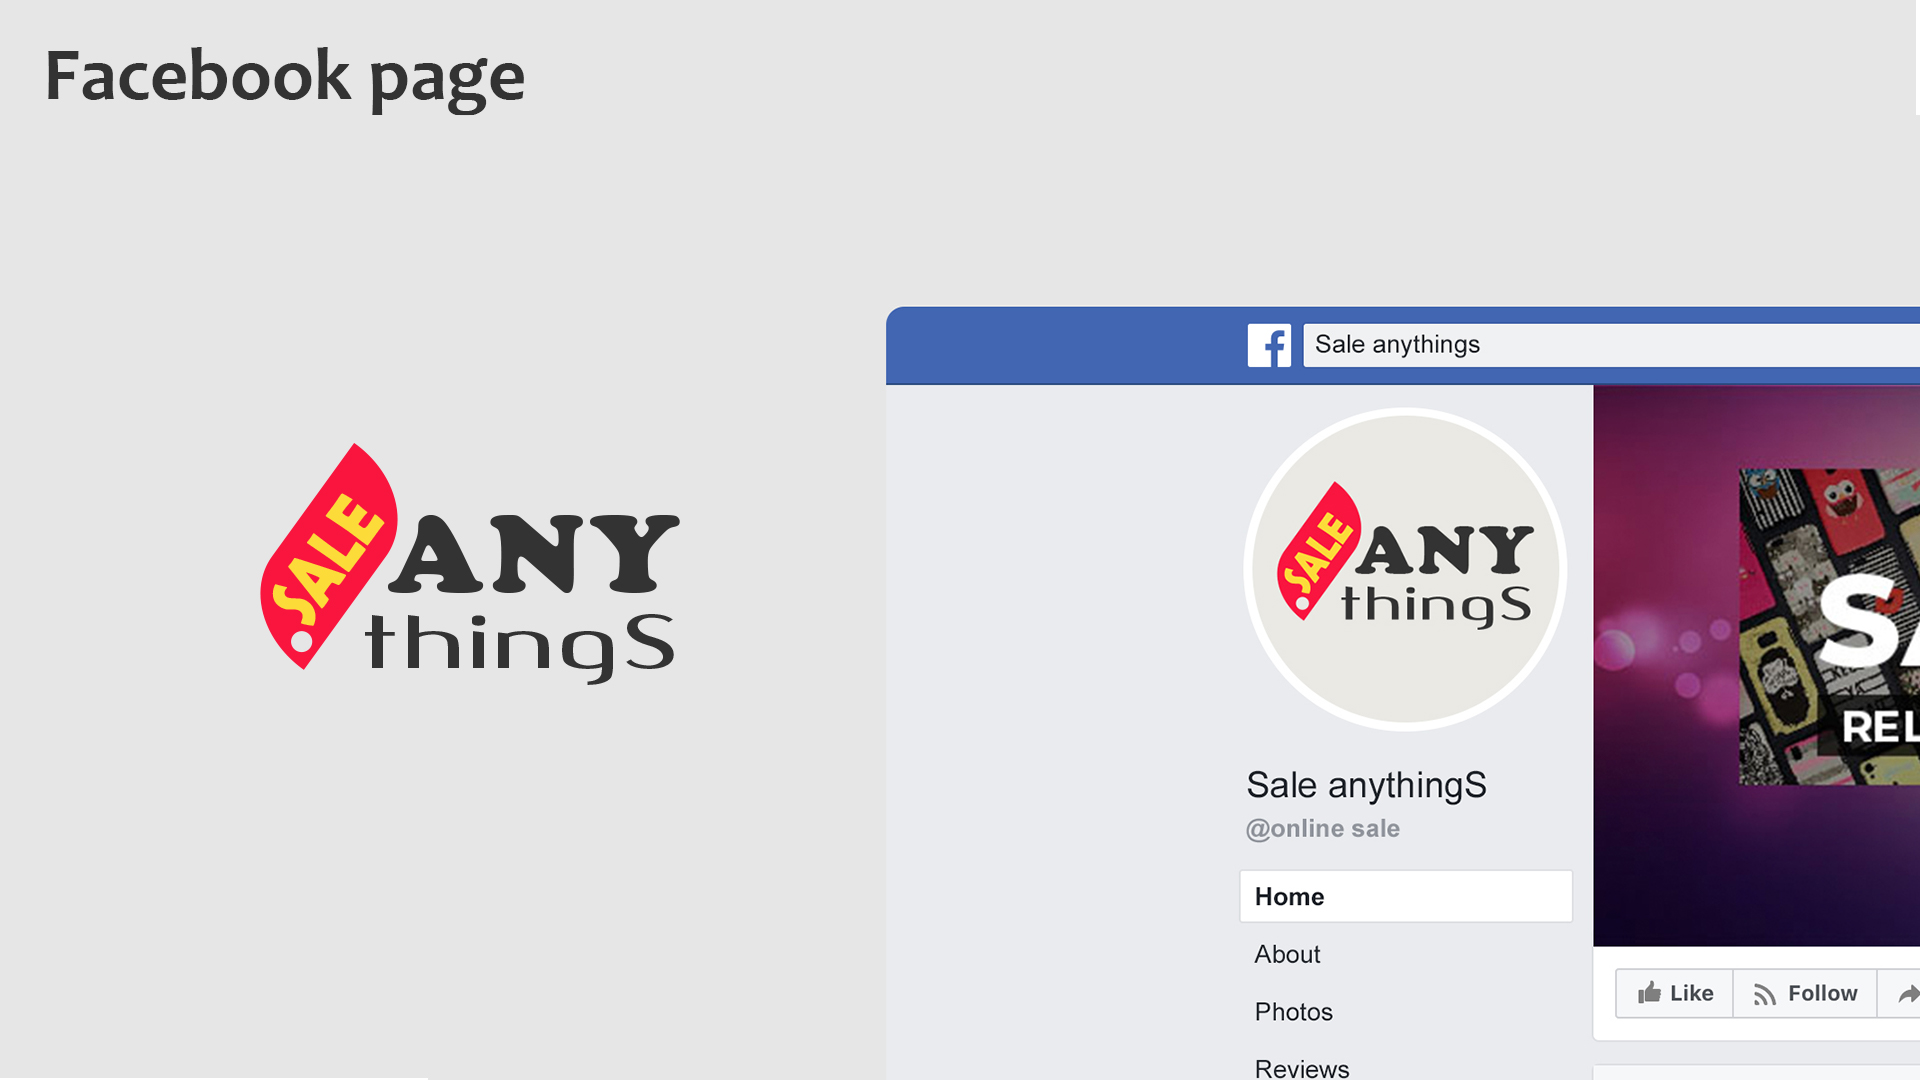 Facebook page
SALE
ANY
thingS
Sale anythings
SALE
ANY
thingS
Sale anythingS
@online sale
Home
About
Photos
Reviews
REL
Like Follow